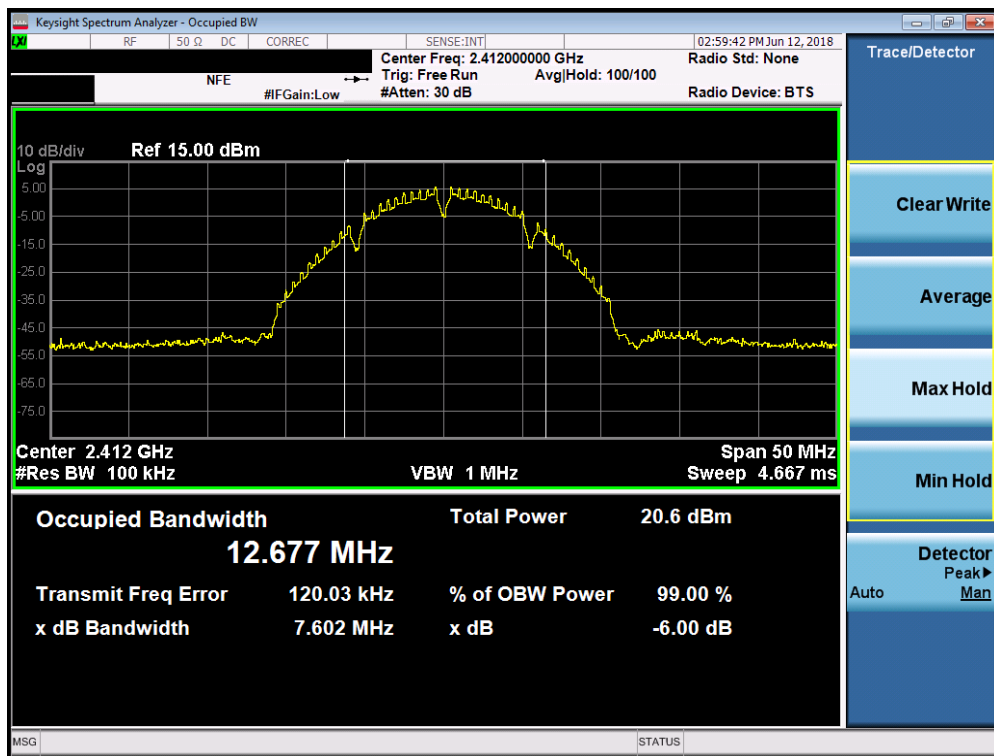 Keysight Spectrum Analyzer - Occupied BW
LXI RF 50 Ω DC CORREC SENSE:INT 02:59:42 PM Jun 12, 2018
Center Freq: 2.412000000 GHz Radio Std: None
NFE Trig: Free Run Avg|Hold: 100/100
#IFGain:Low #Atten: 30 dB Radio Device: BTS
10 dB/div Ref 15.00 dBm
Log
5.00
-5.00
-15.0
-25.0
-35.0
-45.0
-55.0
-65.0
-75.0
Center 2.412 GHz Span 50 MHz
#Res BW 100 kHz VBW 1 MHz Sweep 4.667 ms
Occupied Bandwidth Total Power 20.6 dBm
12.677 MHz
Transmit Freq Error 120.03 kHz % of OBW Power 99.00 %
x dB Bandwidth 7.602 MHz x dB -6.00 dB
MSG STATUS
Trace/Detector
Clear Write
Average
Max Hold
Min Hold
Detector
Peak▶
Auto Man